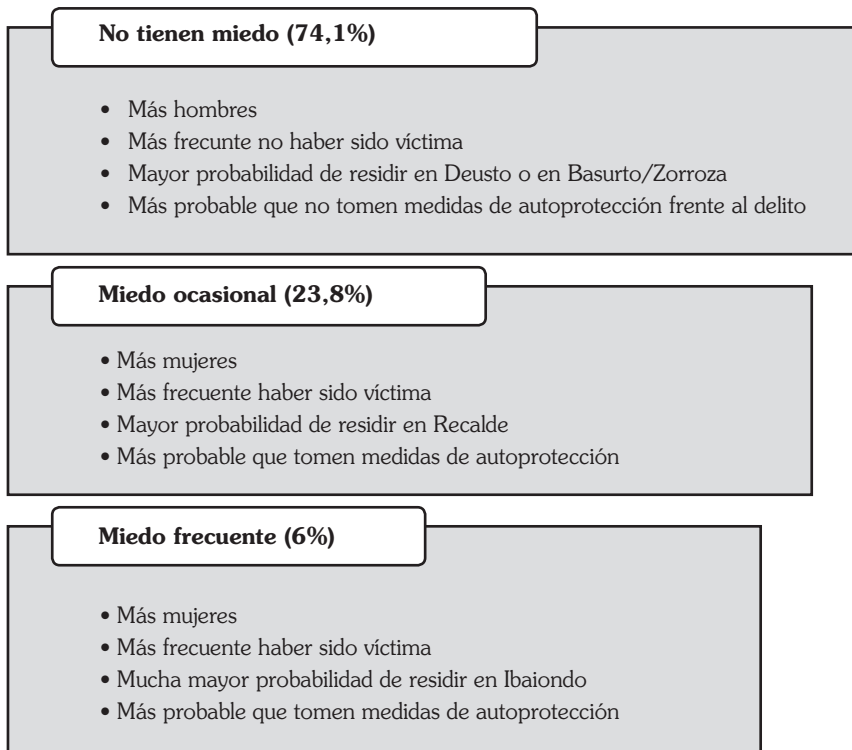 No tienen miedo (74,1%)
• Más hombres
• Más frecunte no haber sido víctima
• Mayor probabilidad de residir en Deusto o en Basurto/Zorroza
• Más probable que no tomen medidas de autoprotección frente al delito
Miedo ocasional (23,8%)
• Más mujeres
• Más frecuente haber sido víctima
• Mayor probabilidad de residir en Recalde
• Más probable que tomen medidas de autoprotección
Miedo frecuente (6%)
• Más mujeres
• Más frecuente haber sido víctima
• Mucha mayor probabilidad de residir en Ibaiondo
• Más probable que tomen medidas de autoprotección